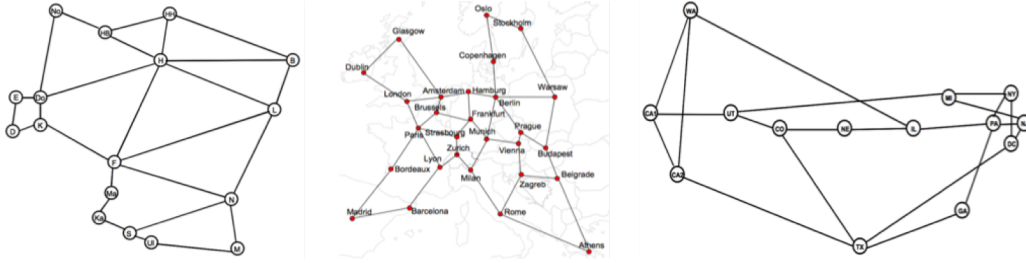 No
HH
HB
H
B
E
Do
L
D
K
F
Ma
N
Ka
S
Ul
M
Oslo
Stockholm
Glasgow
Copenhagen
Dublin
London
Amsterdam
Hamburg
Warsaw
Berlin
Brussels
Frankfurt
Paris
Strasbourg
Munich
Prague
Vienna
Zurich
Budapest
Lyon
Bordeaux
Milan
Zagreb
Belgrade
Madrid
Barcelona
Rome
Athens
WA
MI
NY
CA1
UT
CO
NE
IL
PA
NJ
DC
CA2
GA
TX